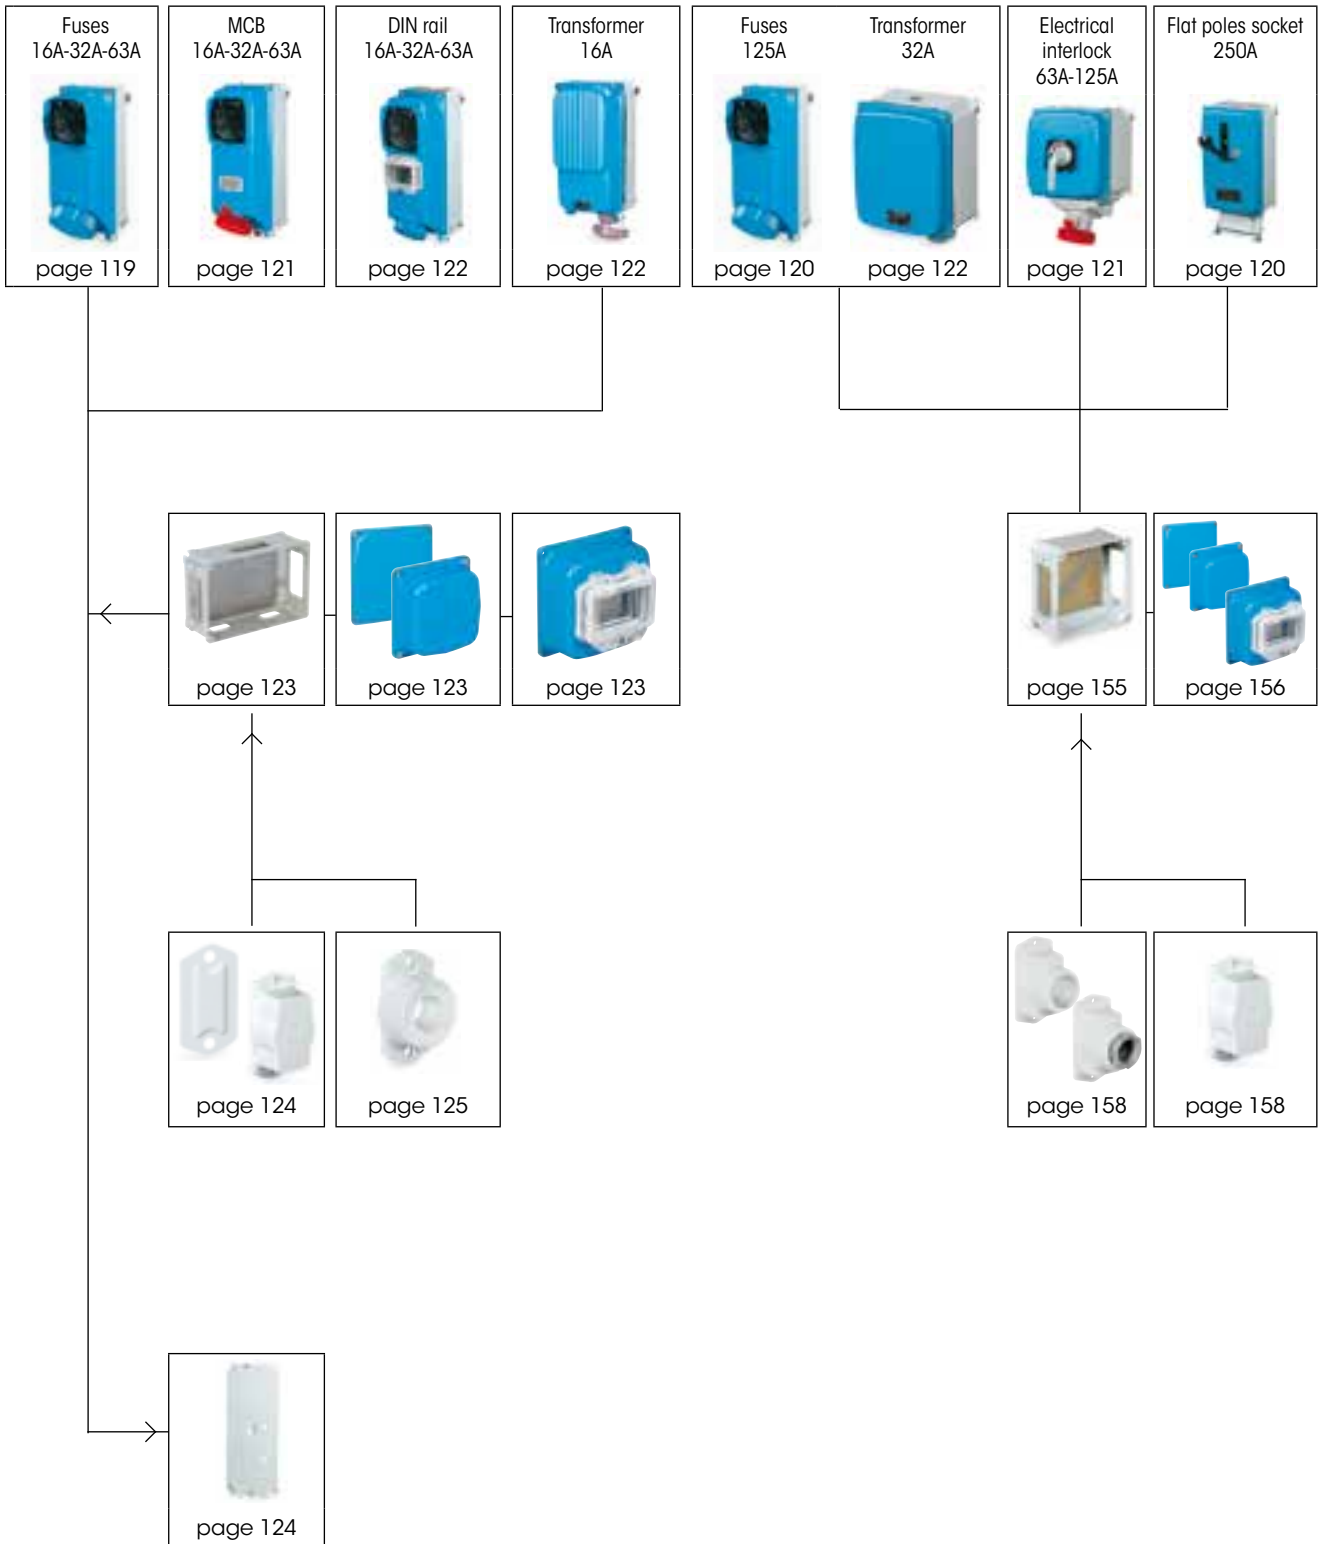 Fuses
16A-32A-63A
page 119
MCB
16A-32A-63A
page 121
DIN rail
16A-32A-63A
page 122
Transformer
16A
page 122
Fuses
125A
page 120
Transformer
32A
page 122
Electrical
interlock
63A-125A
page 121
Flat poles socket
250A
page 120
page 123
page 123
page 123
page 155
page 156
page 124
page 125
page 158
page 158
page 124